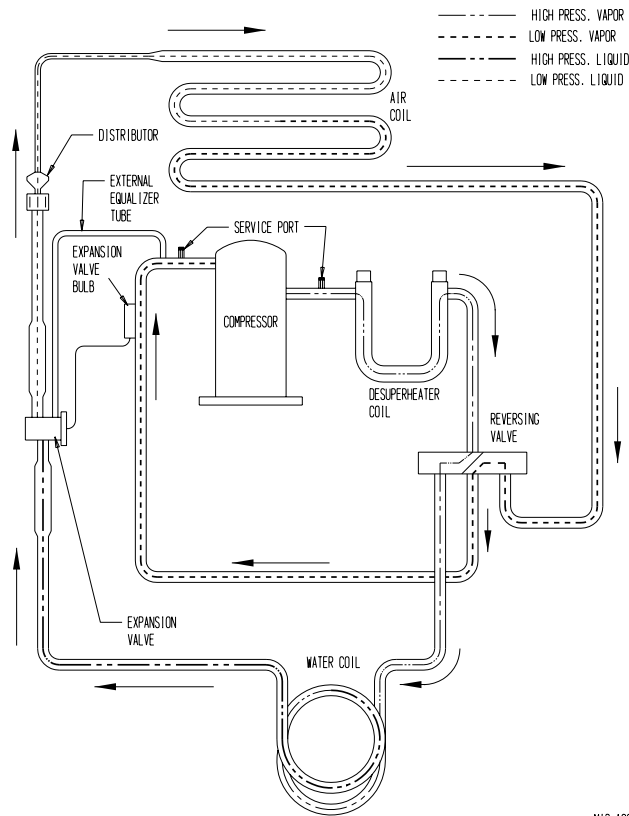 HIGH PRESS. VAPOR
LOW PRESS. VAPOR
HIGH PRESS. LIQUID
LOW PRESS. LIQUID
AIR
COIL
DISTRIBUTOR
EXTERNAL
EQUALIZER
TUBE
SERVICE PORT
EXPANSION
VALVE
BULB
COMPRESSOR
DESUPERHEATER
COIL
REVERSING
VALVE
EXPANSION
VALVE
WATER COIL